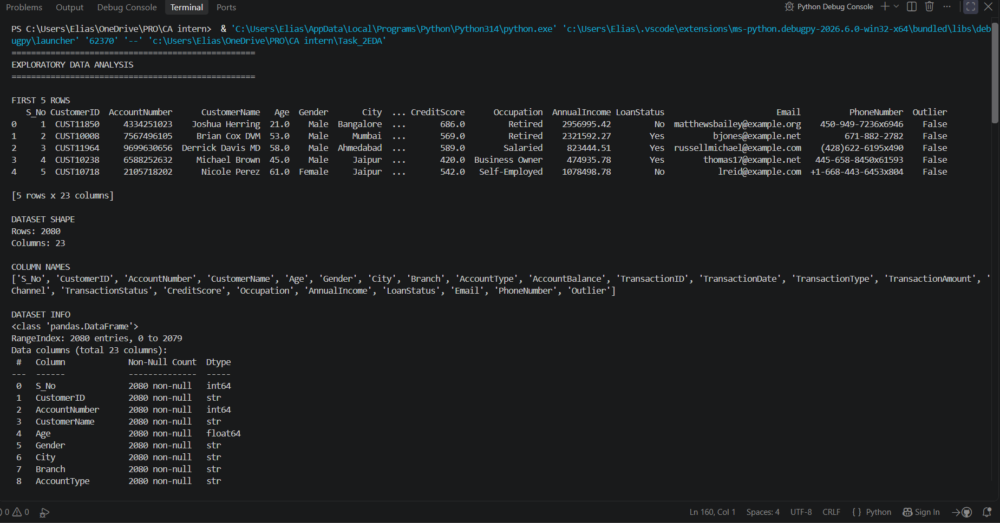 Problems Output Debug Console Terminal Ports Python Debug Console
PS C:\Users\Elias\OneDrive\PRO\CA intern>  & 'C:\Users\Elias\AppData\Local\Programs\Python\Python314\python.exe' 'c:\Users\Elias\.vscode\extensions\ms-python.debugpy-2026.6.0-win32-x64\bundled\libs\deb
ugpy\launcher' '62370' '--' 'c:\Users\Elias\OneDrive\PRO\CA intern\Task_2EDA'
==================================================
EXPLORATORY DATA ANALYSIS
==================================================
FIRST 5 ROWS
S_No CustomerID AccountNumber CustomerName Age Gender City ... CreditScore Occupation AnnualIncome LoanStatus Email PhoneNumber Outlier
0 1 CUST11850 4334251023 Joshua Herring 21.0 Male Bangalore ... 686.0 Retired 2956995.42 No matthewsbailey@example.org 450-949-7236x6946 False
1 2 CUST10008 7567496105 Brian Cox DVM 53.0 Male Mumbai ... 569.0 Retired 2321592.27 Yes bjones@example.net 671-882-2782 False
2 3 CUST11964 9699630656 Derrick Davis MD 58.0 Male Ahmedabad ... 589.0 Salaried 823444.51 Yes russellmichael@example.com (428)622-6195x490 False
3 4 CUST10238 6588252632 Michael Brown 45.0 Male Jaipur ... 420.0 Business Owner 474935.78 Yes thomas17@example.net 445-658-8450x61593 False
4 5 CUST10718 2105718202 Nicole Perez 61.0 Female Jaipur ... 542.0 Self-Employed 1078498.78 No lreid@example.com +1-668-443-6453x804 False
[5 rows x 23 columns]
DATASET SHAPE
Rows: 2080
Columns: 23
COLUMN NAMES
['S_No', 'CustomerID', 'AccountNumber', 'CustomerName', 'Age', 'Gender', 'City', 'Branch', 'AccountType', 'AccountBalance', 'TransactionID', 'TransactionDate', 'TransactionType', 'TransactionAmount', '
Channel', 'TransactionStatus', 'CreditScore', 'Occupation', 'AnnualIncome', 'LoanStatus', 'Email', 'PhoneNumber', 'Outlier']
DATASET INFO
<class 'pandas.DataFrame'>
RangeIndex: 2080 entries, 0 to 2079
Data columns (total 23 columns):
# Column Non-Null Count Dtype
--- ------ -------------- -----
0 S_No 2080 non-null int64
1 CustomerID 2080 non-null str
2 AccountNumber 2080 non-null int64
3 CustomerName 2080 non-null str
4 Age 2080 non-null float64
5 Gender 2080 non-null str
6 City 2080 non-null str
7 Branch 2080 non-null str
8 AccountType 2080 non-null str
0 0 Ln 160, Col 1 Spaces: 4 UTF-8 CRLF { } Python Sign In